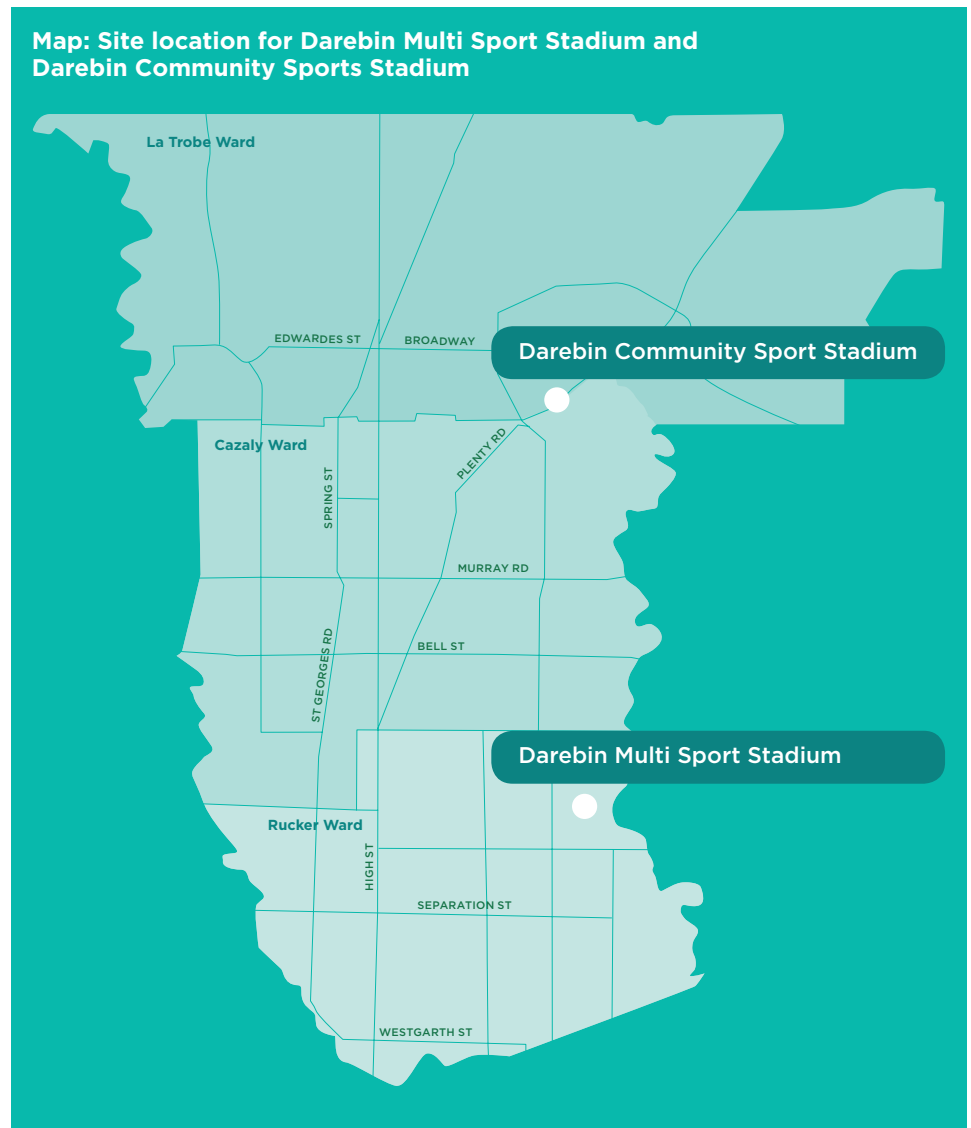 Map: Site location for Darebin Multi Sport Stadium and
Darebin Community Sports Stadium
La Trobe Ward
EDWARDES ST
BROADWAY
Darebin Community Sport Stadium
Cazaly Ward
SPRING ST
PLENTY RD
MURRAY RD
ST GEORGES RD
BELL ST
Darebin Multi Sport Stadium
Rucker Ward
HIGH ST
SEPARATION ST
WESTGARTH ST